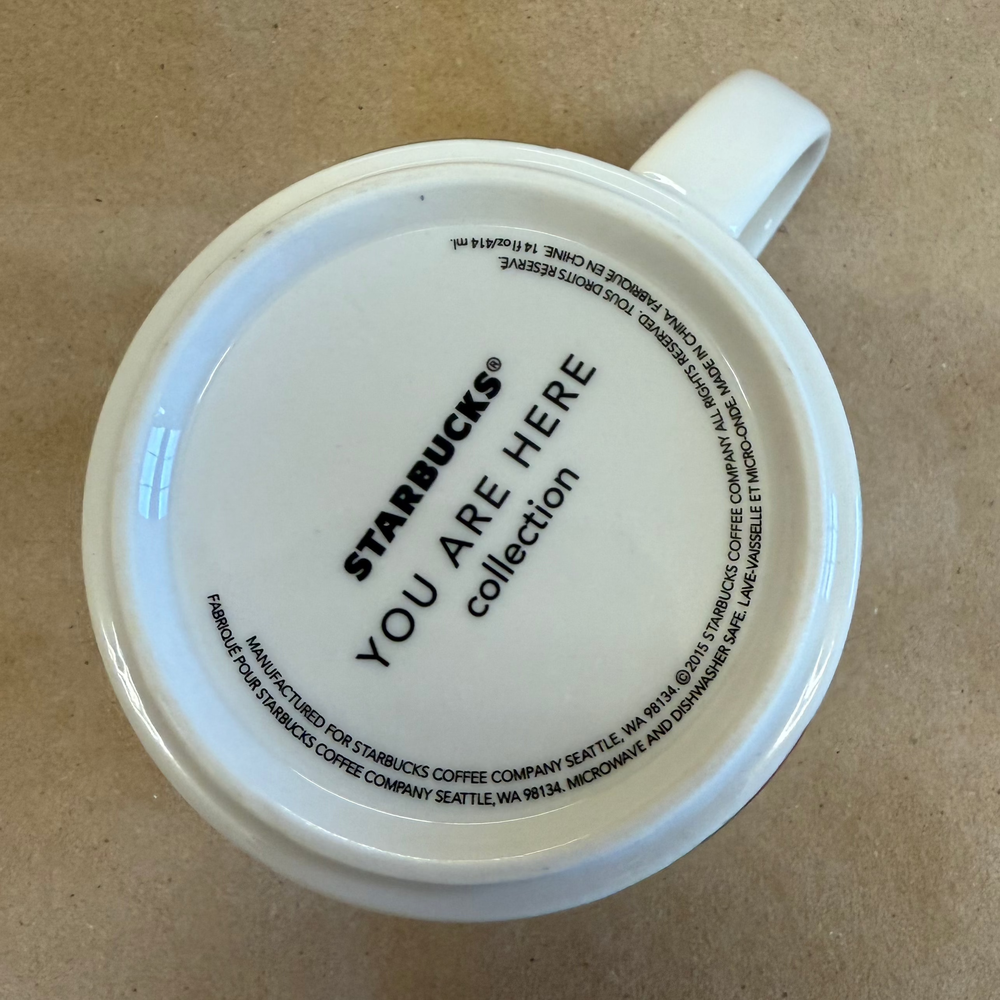 STARBUCKS®
YOU ARE HERE
collection
MANUFACTURED FOR STARBUCKS COFFEE COMPANY SEATTLE, WA 98134. ©2015 STARBUCKS COFFEE COMPANY ALL RIGHTS RESERVED. TOUS DROITS RÉSERVÉ.
FABRIQUÉ POUR STARBUCKS COFFEE COMPANY SEATTLE, WA 98134. MICROWAVE AND DISHWASHER SAFE. LAVE-VAISSELLE ET MICRO-ONDE. MADE IN CHINA. FABRIQUÉ EN CHINE. 14 fl oz/414 ml.